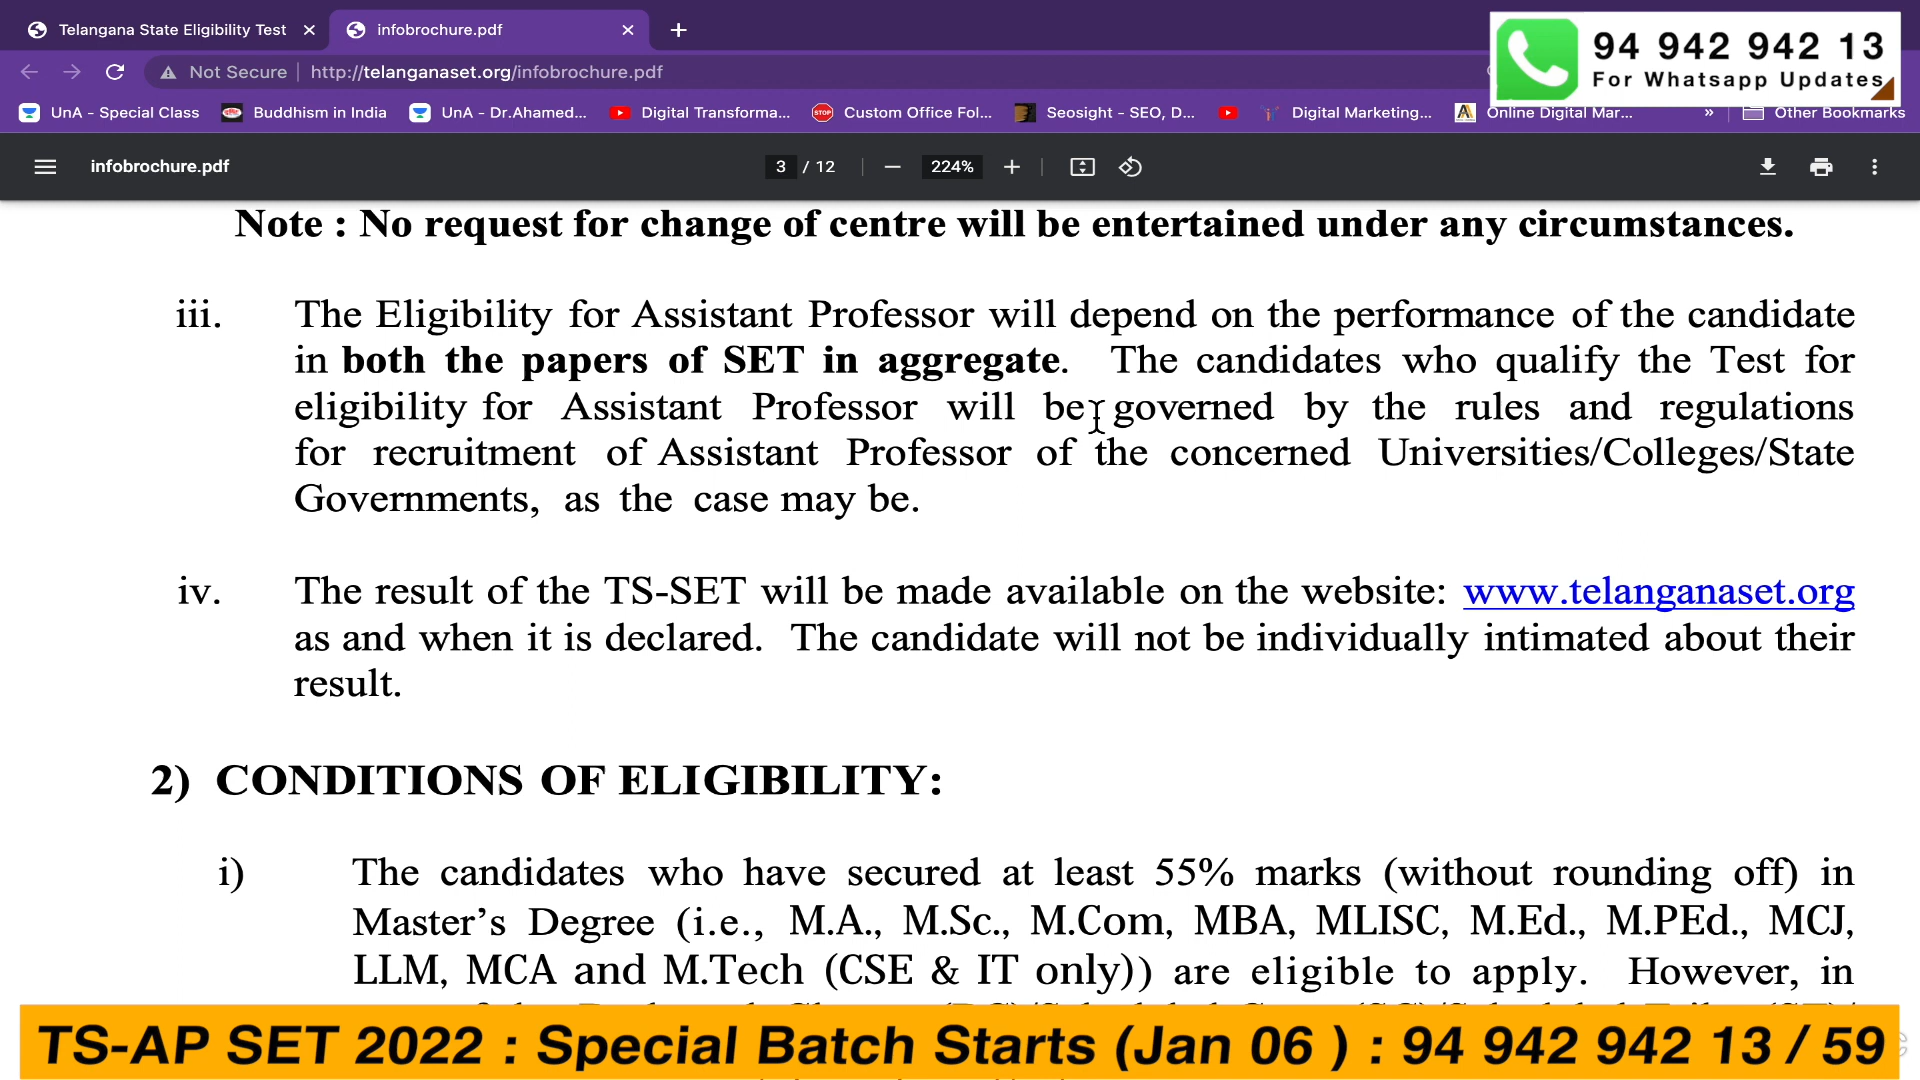 Telangana State Eligibility Test
infobrochure.pdf
94 942 942 13
For Whatsapp Updates
Not Secure http://telanganaset.org/infobrochure.pdf
UnA - Special Class Buddhism in India UnA - Dr.Ahamed... Digital Transforma... STOP Custom Office Fol... Seosight - SEO, D... Digital Marketing... Online Digital Mar... » Other Bookmarks
infobrochure.pdf 3 / 12 224%
Note : No request for change of centre will be entertained under any circumstances.
iii. The Eligibility for Assistant Professor will depend on the performance of the candidate
in both the papers of SET in aggregate. The candidates who qualify the Test for
eligibility for Assistant Professor will be governed by the rules and regulations
for recruitment of Assistant Professor of the concerned Universities/Colleges/State
Governments, as the case may be.
iv. The result of the TS-SET will be made available on the website: www.telanganaset.org
as and when it is declared. The candidate will not be individually intimated about their
result.
2) CONDITIONS OF ELIGIBILITY:
i) The candidates who have secured at least 55% marks (without rounding off) in
Master's Degree (i.e., M.A., M.Sc., M.Com, MBA, MLISC, M.Ed., M.PEd., MCJ,
LLM, MCA and M.Tech (CSE & IT only)) are eligible to apply. However, in
TS-AP SET 2022 : Special Batch Starts (Jan 06 ) : 94 942 942 13 / 59